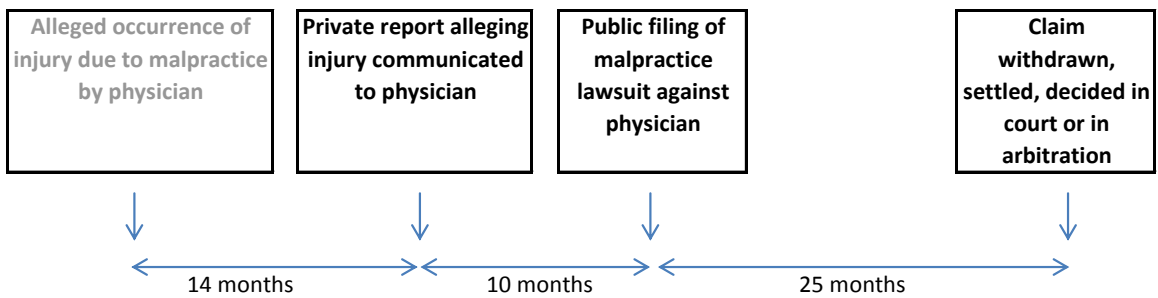 Alleged occurrence of
injury due to malpractice
by physician
Private report alleging
injury communicated
to physician
Public filing of
malpractice
lawsuit against
physician
Claim
withdrawn,
settled, decided in
court or in
arbitration
14 months
10 months
25 months